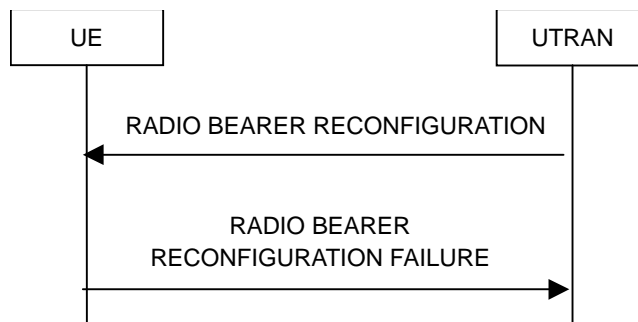 UE
UTRAN
RADIO BEARER RECONFIGURATION
RADIO BEARER
RECONFIGURATION FAILURE